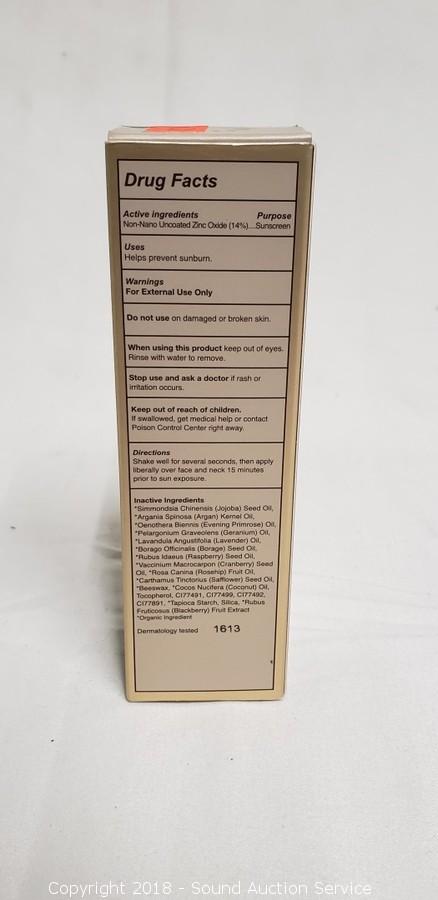 Drug Facts
Active ingredients Purpose
Non-Nano Uncoated Zinc Oxide (14%)....Sunscreen
Uses
Helps prevent sunburn.
Warnings
For External Use Only
Do not use on damaged or broken skin.
When using this product keep out of eyes.
Rinse with water to remove.
Stop use and ask a doctor if rash or
irritation occurs.
Keep out of reach of children.
If swallowed, get medical help or contact
Poison Control Center right away.
Directions
Shake well for several seconds, then apply
liberally over face and neck 15 minutes
prior to sun exposure.
Inactive Ingredients
*Simmondsia Chinensis (Jojoba) Seed Oil,
*Argania Spinosa (Argan) Kernel Oil,
*Oenothera Biennis (Evening Primrose) Oil,
*Pelargonium Graveolens (Geranium) Oil,
*Lavandula Angustifolia (Lavender) Oil,
*Borago Officinalis (Borage) Seed Oil,
*Rubus Idaeus (Raspberry) Seed Oil,
*Vaccinium Macrocarpon (Cranberry) Seed
Oil, *Rosa Canina (Rosehip) Fruit Oil,
*Carthamus Tinctorius (Safflower) Seed Oil,
*Beeswax, *Cocos Nucifera (Coconut) Oil,
Tocopherol, CI77491, CI77499, CI77492,
CI77891, *Tapioca Starch, Silica, *Rubus
Fruticosus (Blackberry) Fruit Extract
*Organic Ingredient
Dermatology tested 1613
Copyright 2018 - Sound Auction Service